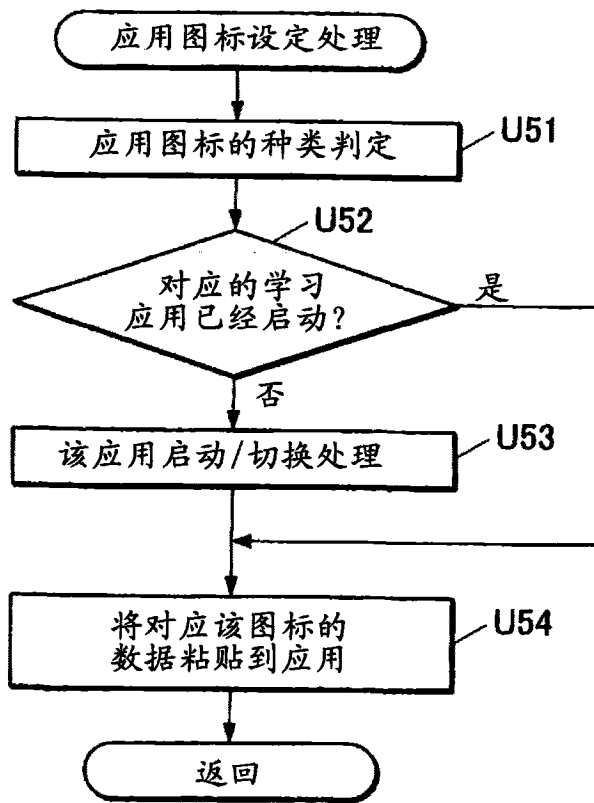 应用图标设定处理
应用图标的种类判定
U51
U52
对应的学习
应用已经启动?
是
否
该应用启动/切换处理
U53
将对应该图标的
数据粘贴到应用
U54
返回